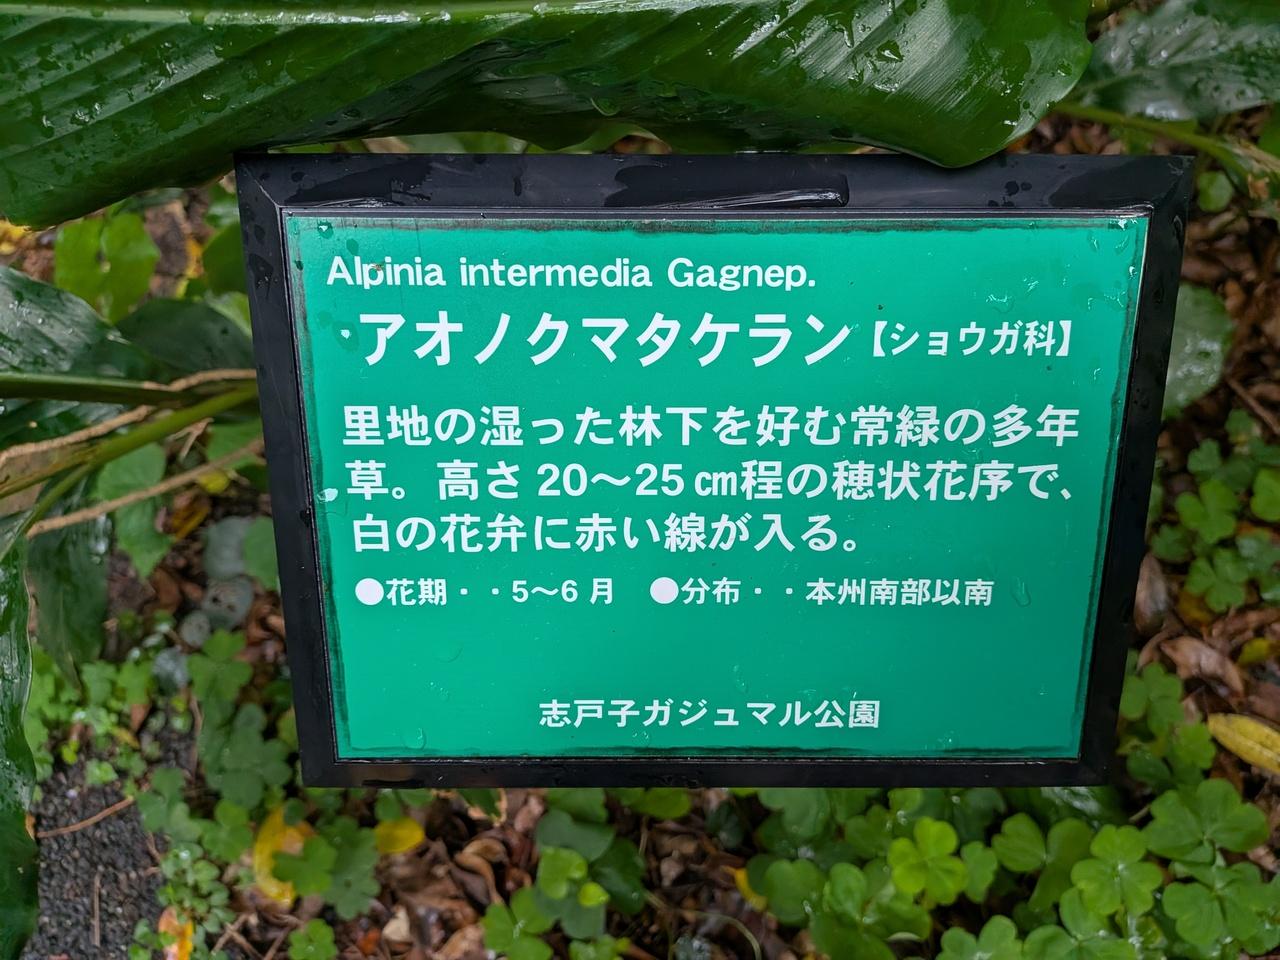 Alpinia intermedia Gagnep.
アオノクマタケラン【ショウガ科】
里地の湿った林下を好む常緑の多年
草。高さ20～25㎝程の穂状花序で、
白の花弁に赤い線が入る。
●花期・・5～6月　●分布・・本州南部以南
志戸子ガジュマル公園